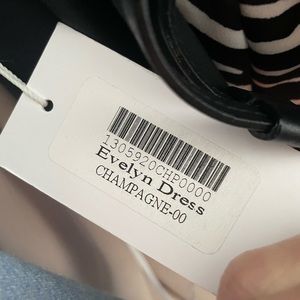 1305920CHP0000
Evelyn Dress
CHAMPAGNE-00